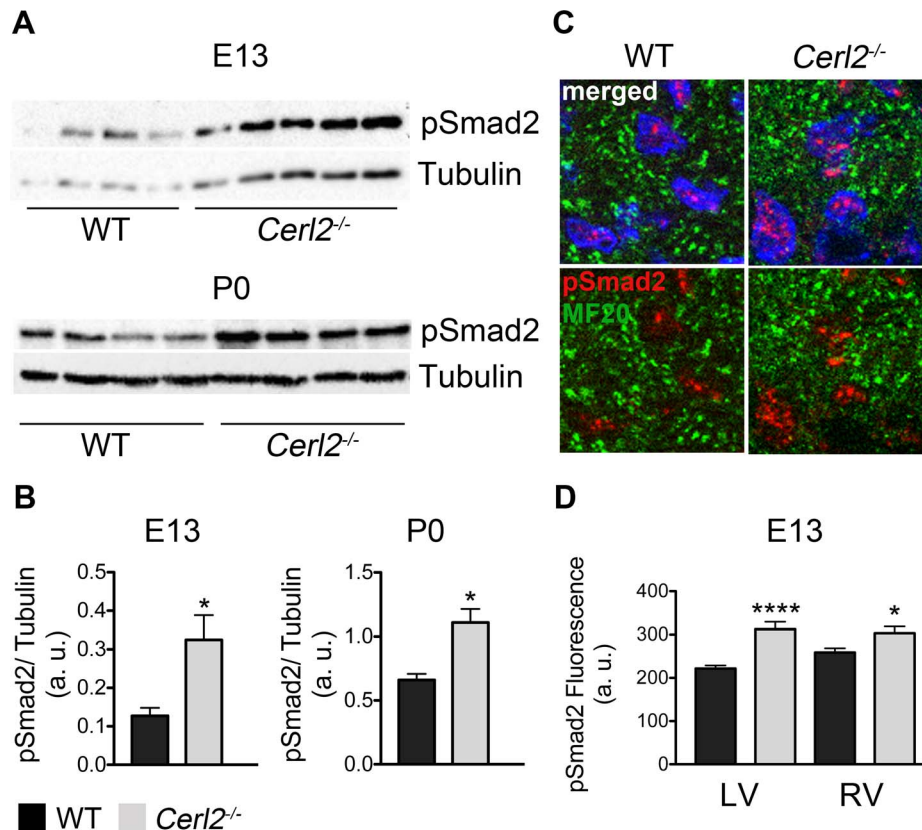 A
E13
pSmad2
Tubulin
WT Cerl2-/-
P0
pSmad2
Tubulin
WT Cerl2-/-
B
E13
pSmad2/ Tubulin
(a. u.)
0.5
0.4
0.3
0.2
0.1
0.0
*
P0
pSmad2/ Tubulin
(a. u.)
1.5
1.0
0.5
0.0
*
WT Cerl2-/-
C
WT Cerl2-/-
merged
pSmad2
MF20
D
E13
pSmad2 Fluorescence
(a. u.)
400
300
200
100
0
**** *
LV RV